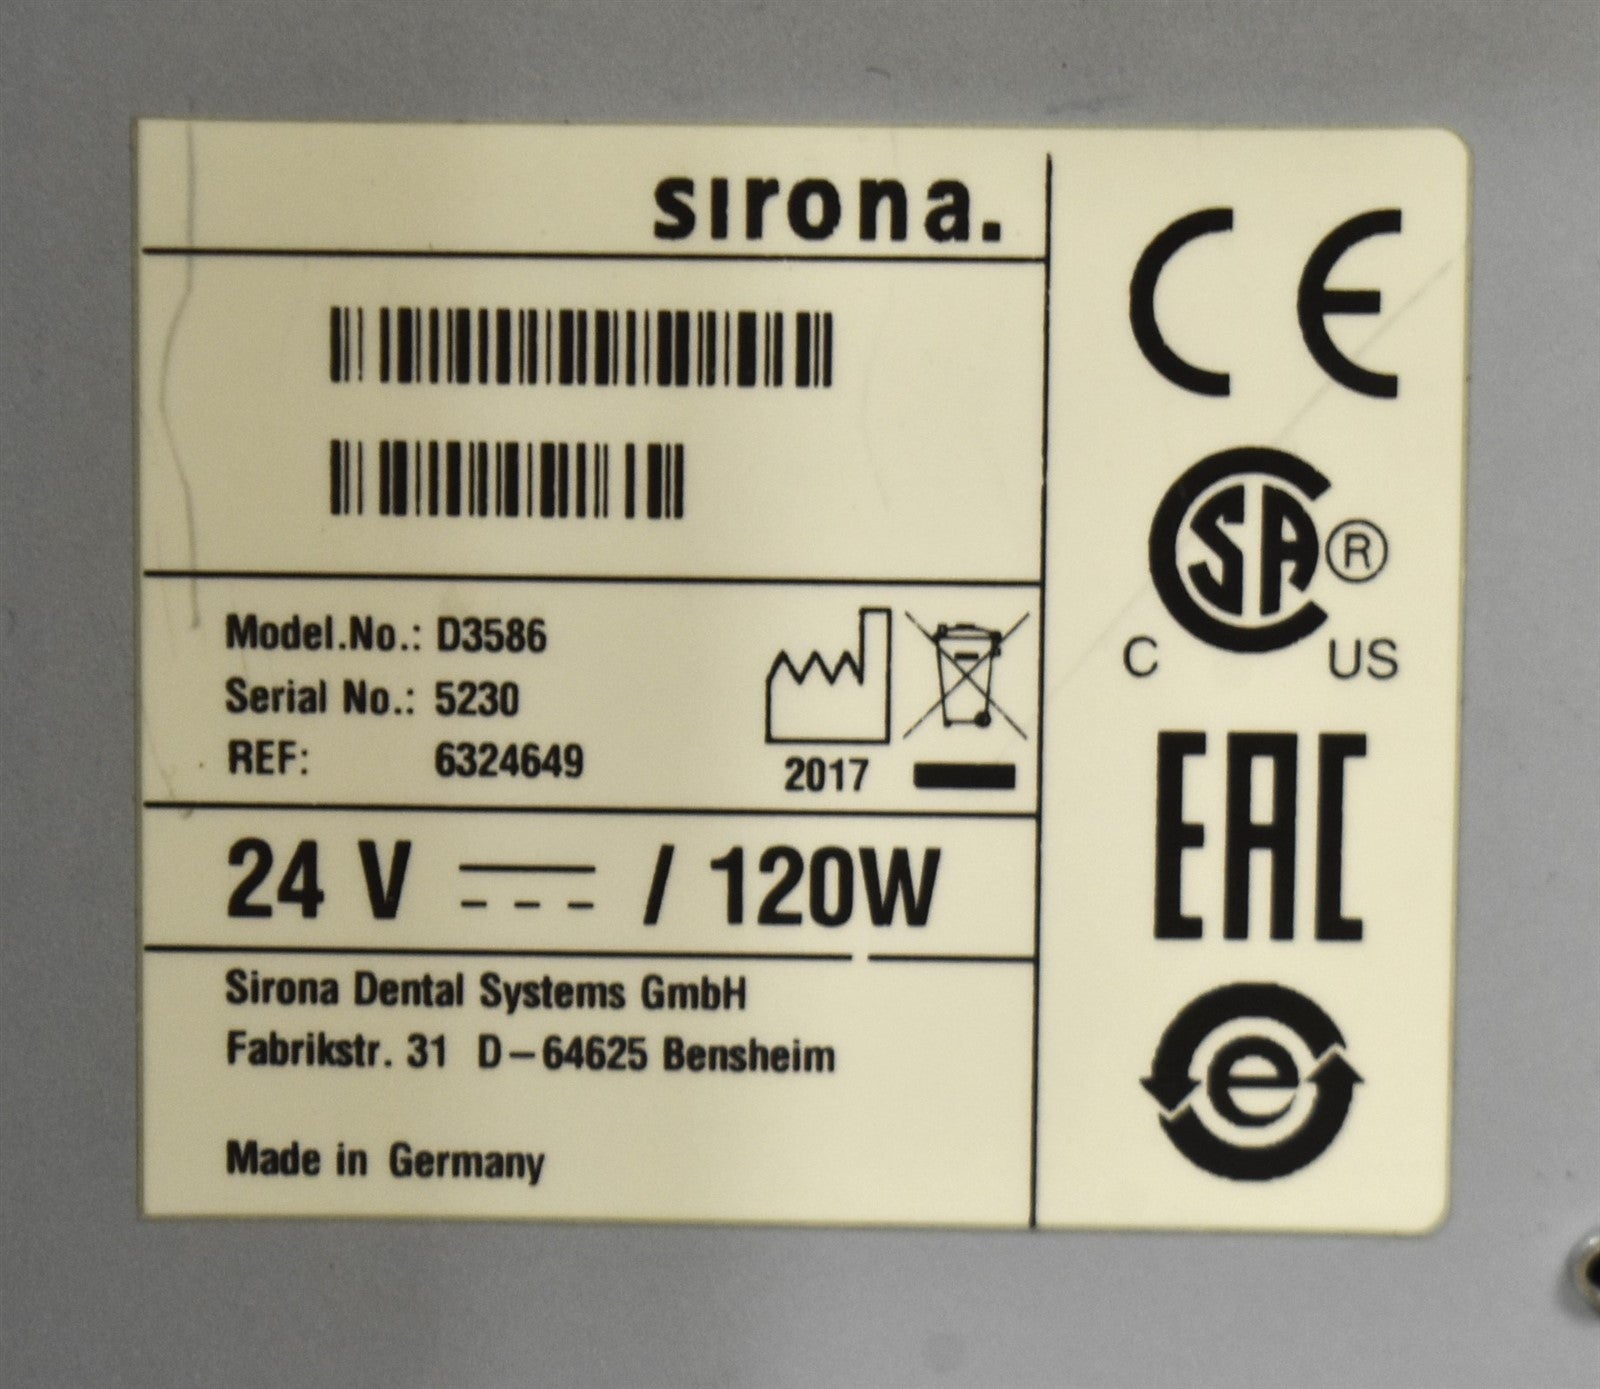 sirona.
Model.No.: D3586
Serial No.: 5230
REF: 6324649
2017
24 V / 120W
Sirona Dental Systems GmbH
Fabrikstr. 31 D-64625 Bensheim
Made in Germany
CE
CSA ®
C US
EAC
e